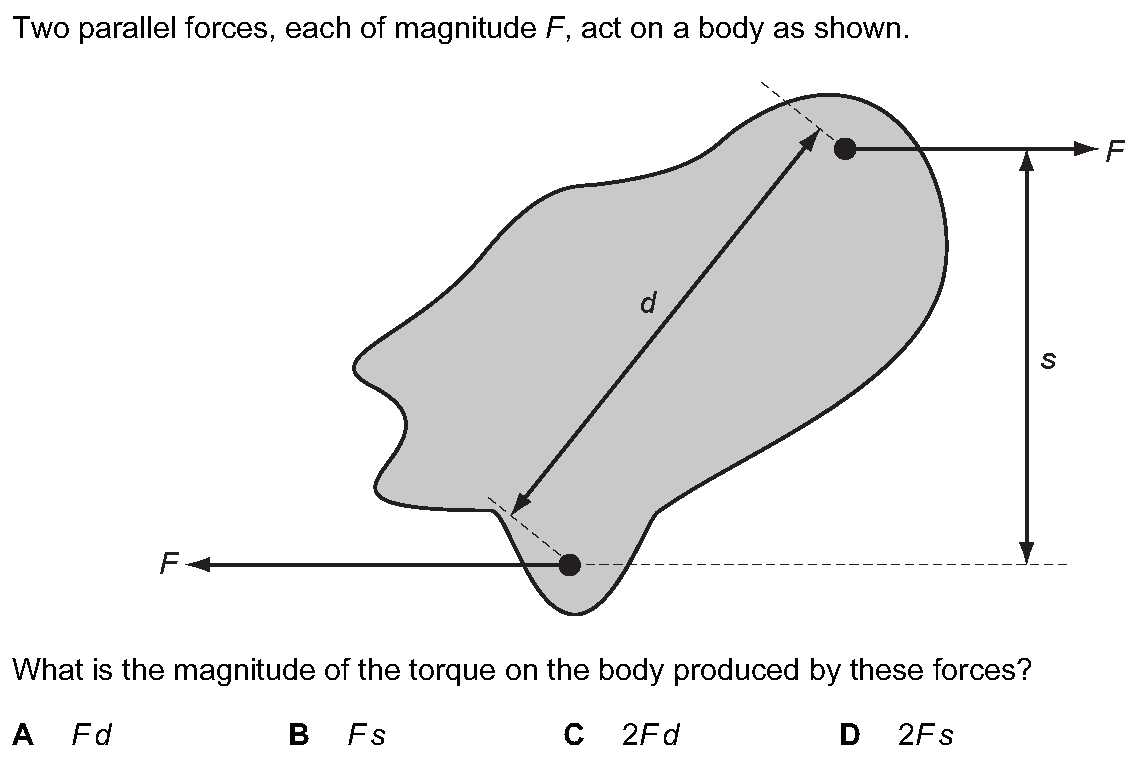 Two parallel forces, each of magnitude F, act on a body as shown.
F
d
s
F
What is the magnitude of the torque on the body produced by these forces?
A Fd B Fs C 2Fd D 2Fs